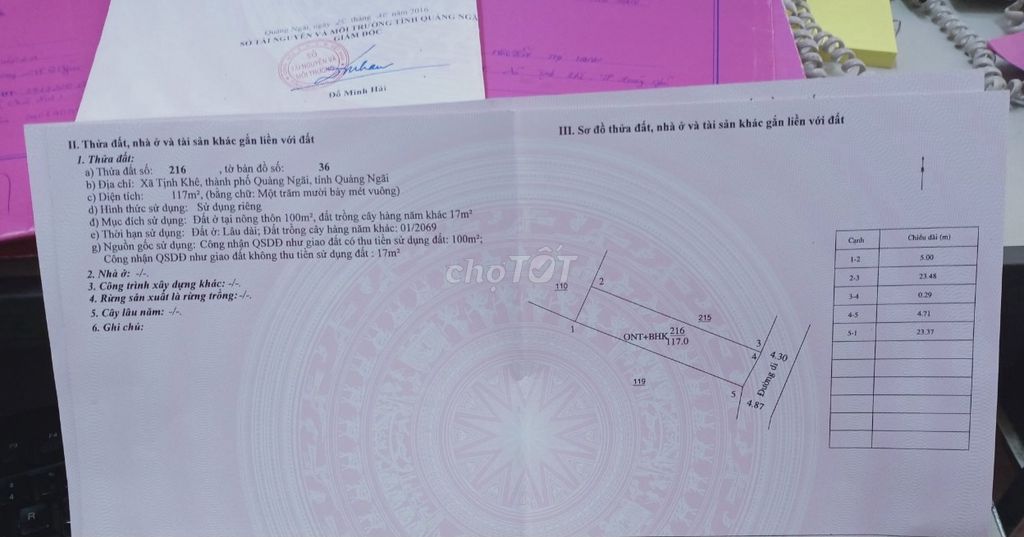 Quảng Ngãi, ngày 25 tháng 10 năm 2016
SỞ TÀI NGUYÊN VÀ MÔI TRƯỜNG TỈNH QUẢNG NGÃ
GIÁM ĐỐC
SỞ
TÀI NGUYÊN VÀ
MÔI TRƯỜNG
Đỗ Minh Hải
II. Thửa đất, nhà ở và tài sản khác gắn liền với đất
1. Thửa đất:
a) Thửa đất số: 216 , tờ bản đồ số: 36
b) Địa chỉ: Xã Tịnh Khê, thành phố Quảng Ngãi, tỉnh Quảng Ngãi
c) Diện tích: 117m², (bằng chữ: Một trăm mười bảy mét vuông)
d) Hình thức sử dụng: Sử dụng riêng
đ) Mục đích sử dụng: Đất ở tại nông thôn 100m², đất trồng cây hàng năm khác 17m²
e) Thời hạn sử dụng: Đất ở: Lâu dài; Đất trồng cây hàng năm khác: 01/2069
g) Nguồn gốc sử dụng: Công nhận QSDĐ như giao đất có thu tiền sử dụng đất: 100m²;
Công nhận QSDĐ như giao đất không thu tiền sử dụng đất : 17m²
2. Nhà ở: -/-.
3. Công trình xây dựng khác: -/-.
4. Rừng sản xuất là rừng trồng: -/-.
5. Cây lâu năm: -/-.
6. Ghi chú:
III. Sơ đồ thửa đất, nhà ở và tài sản khác gắn liền với đất
110
2
1
215
ONT+BHK 216
117.0
3
4
4.30
Đường đi
119
5
4.87
Cạnh Chiều dài (m)
1-2 5.00
2-3 23.48
3-4 0.29
4-5 4.71
5-1 23.37
chợTỐT
R